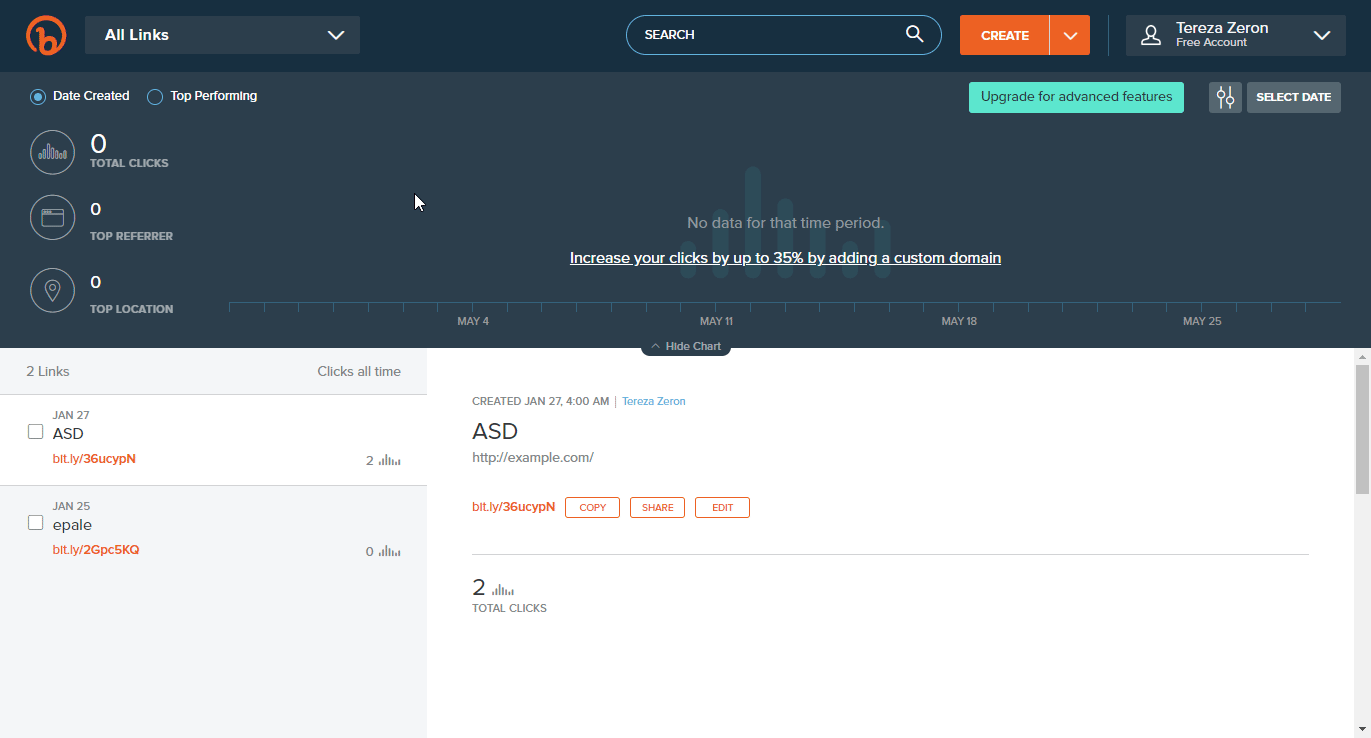 All Links
SEARCH
CREATE
Tereza Zeron
Free Account
Date Created
Top Performing
Upgrade for advanced features
SELECT DATE
0
TOTAL CLICKS
0
TOP REFERRER
0
TOP LOCATION
No data for that time period.
Increase your clicks by up to 35% by adding a custom domain
MAY 4 MAY 11 MAY 18 MAY 25
Hide Chart
2 Links
Clicks all time
JAN 27
ASD
bit.ly/36ucypN
2
JAN 25
epale
bit.ly/2Gpc5KQ
0
CREATED JAN 27, 4:00 AM | Tereza Zeron
ASD
http://example.com/
bit.ly/36ucypN COPY SHARE EDIT
2
TOTAL CLICKS